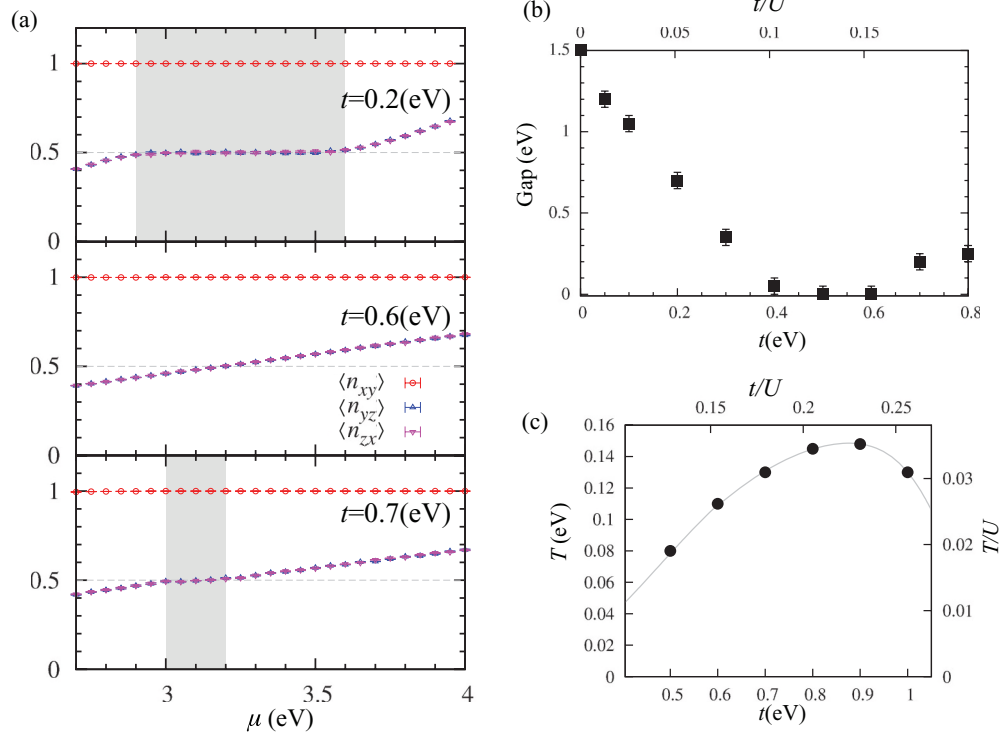 (a)
1
0.5
0
t=0.2(eV)
1
0.5
0
t=0.6(eV)
⟨n_xy⟩
⟨n_yz⟩
⟨n_zx⟩
1
0.5
0
t=0.7(eV)
3 3.5 4
μ (eV)
(b)
t/U
0 0.05 0.1 0.15
1.5
1
0.5
0
Gap (eV)
0 0.2 0.4 0.6 0.8
t(eV)
(c)
t/U
0.15 0.2 0.25
0.16
0.14
0.12
0.1
0.08
0.06
0.04
0.02
0
T (eV)
0.03
0.02
0.01
0
T/U
0.5 0.6 0.7 0.8 0.9 1
t(eV)